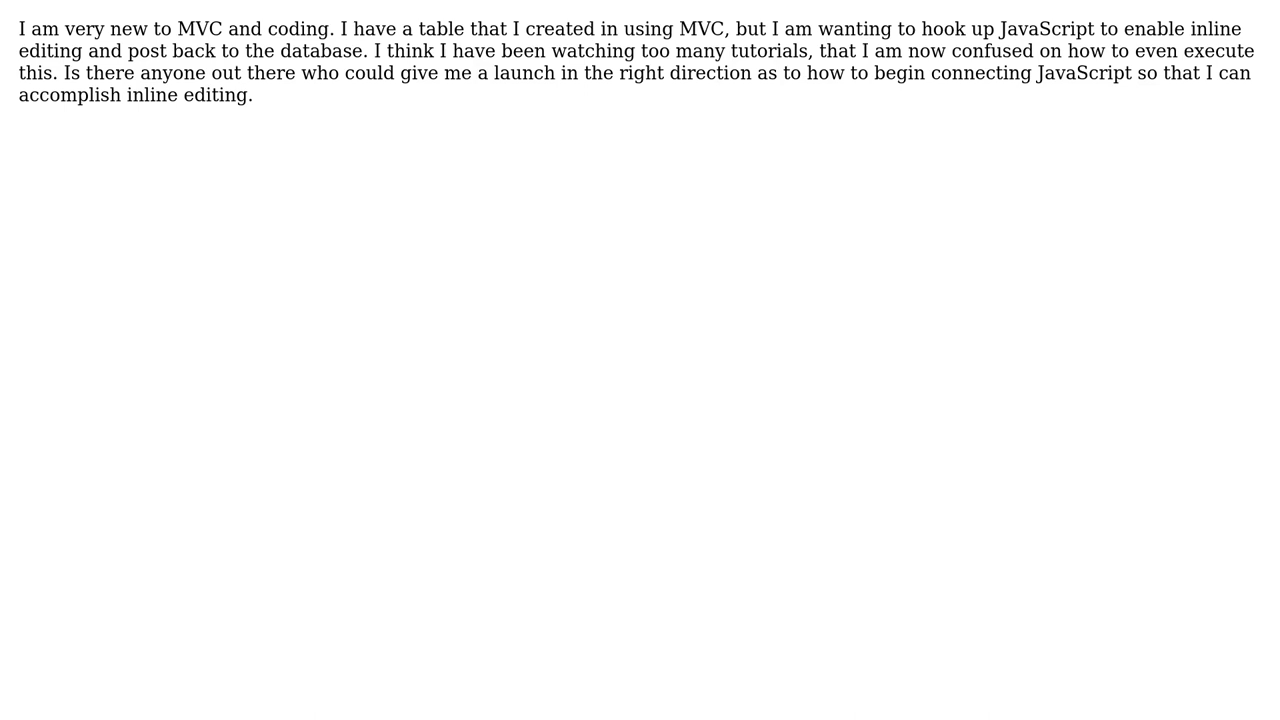 I am very new to MVC and coding. I have a table that I created in using MVC, but I am wanting to hook up JavaScript to enable inline
editing and post back to the database. I think I have been watching too many tutorials, that I am now confused on how to even execute
this. Is there anyone out there who could give me a launch in the right direction as to how to begin connecting JavaScript so that I can
accomplish inline editing.